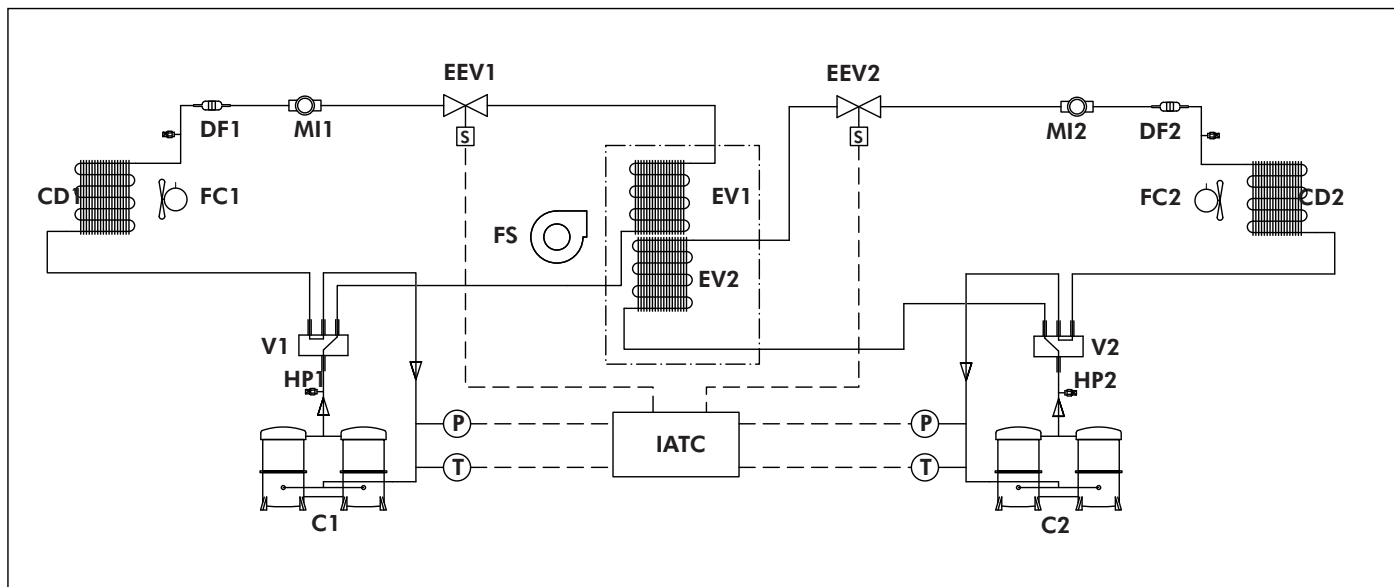 EEV1
EEV2
DF1
MI1
MI2
DF2
S
S
CD1
FC1
EV1
FC2
CD2
FS
EV2
V1
V2
HP1
HP2
P
P
IATC
T
T
C1
C2